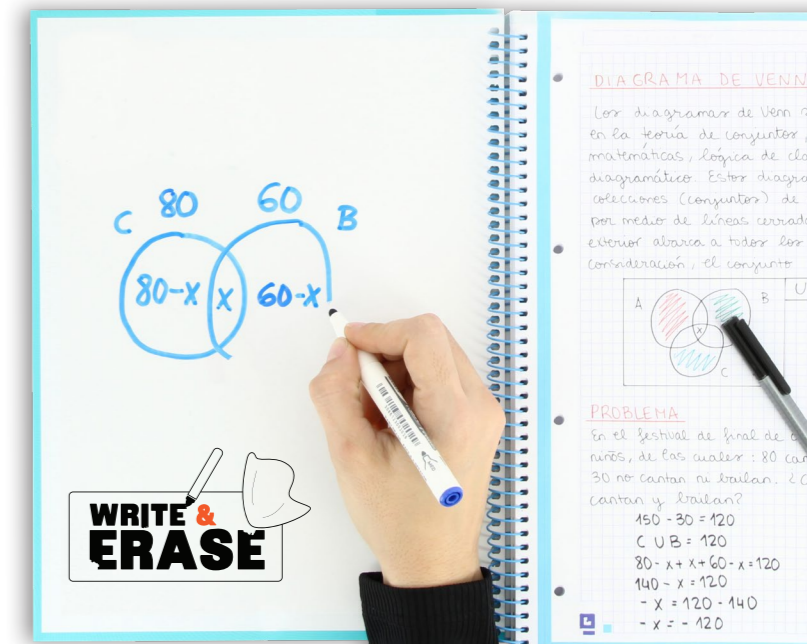 80
60
C
B
80-x
x
60-x
WRITE &
ERASE
DIAGRAMA DE VENN
Los diagramas de Venn
en la teoría de conjuntos,
matemáticas, lógica de
diagramático. Estos
colecciones (conjuntos) de
por medio de líneas
exterior abarca a todos los
consideración, el conjunto
U
A
B
x
C
PROBLEMA
En el festival de final de
niños, de los cuales: 80
30 no cantan ni bailan.
cantan y bailan?
150 - 30 = 120
C U B = 120
80 - x + x + 60 - x = 120
140 - x = 120
- x = 120 - 140
- x = - 120